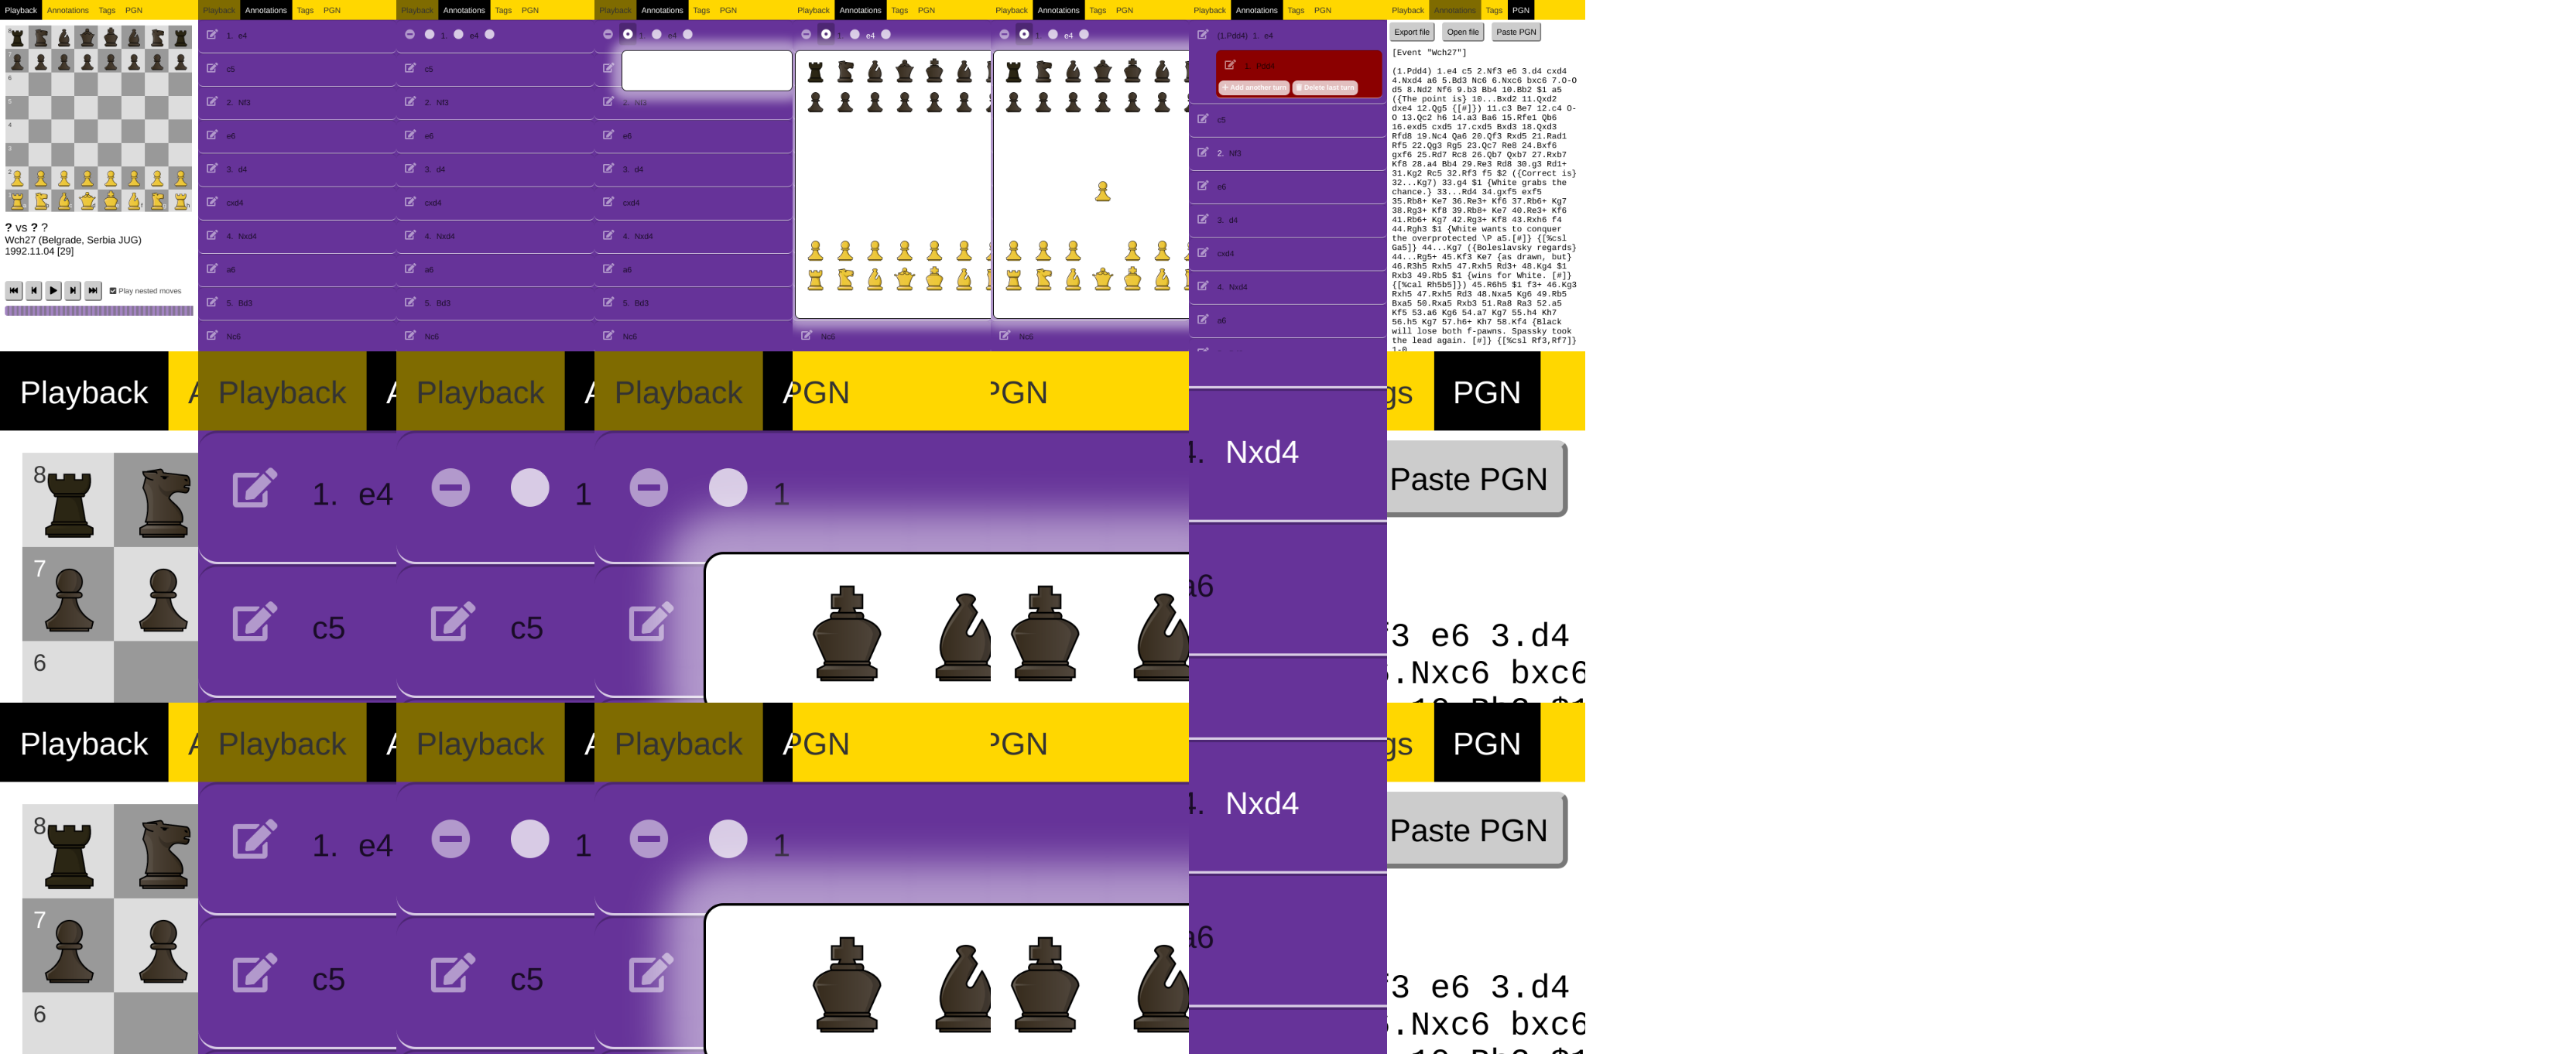 Playback Annotations Tags PGN
8
7
6
5
4
3
2
? vs ? ?
Wch27 (Belgrade, Serbia JUG)
1992.11.04 [29]
Play nested moves
Playback Annotations Tags PGN
1. e4
c5
2. Nf3
e6
3. d4
cxd4
4. Nxd4
a6
5. Bd3
Nc6
Playback Annotations Tags PGN
1. e4
c5
2. Nf3
e6
3. d4
cxd4
4. Nxd4
a6
5. Bd3
Nc6
Playback Annotations Tags PGN
1. e4
2. Nf3
e6
3. d4
cxd4
4. Nxd4
a6
5. Bd3
Nc6
Playback Annotations Tags PGN
1. e4
Nc6
Playback Annotations Tags PGN
1. e4
Nc6
Playback Annotations Tags PGN
(1.Pdd4) 1. e4
1. Pdd4
Add another turn Delete last turn
c5
2. Nf3
e6
3. d4
cxd4
4. Nxd4
a6
Playback Annotations Tags PGN
Export file Open file Paste PGN
[Event "Wch27"]
(1.Pdd4) 1.e4 c5 2.Nf3 e6 3.d4 cxd4
4.Nxd4 a6 5.Bd3 Nc6 6.Nxc6 bxc6 7.O-O
d5 8.Nd2 Nf6 9.b3 Bb4 10.Bb2 $1 a5
({The point is} 10...Bxd2 11.Qxd2
dxe4 12.Qg5 {[#]}) 11.c3 Be7 12.c4 O-
O 13.Qc2 h6 14.a3 Ba6 15.Rfe1 Qb6
16.exd5 cxd5 17.cxd5 Bxd3 18.Qxd3
Rfd8 19.Nc4 Qa6 20.Qf3 Rxd5 21.Rad1
Rf5 22.Qg3 Rg5 23.Qc7 Re8 24.Bxf6
gxf6 25.Rd7 Rc8 26.Qb7 Qxb7 27.Rxb7
Kf8 28.a4 Bb4 29.Re3 Rd8 30.g3 Rd1+
31.Kg2 Rc5 32.Rf3 f5 $2 ({Correct is}
32...Kg7) 33.g4 $1 {White grabs the
chance.} 33...Rd4 34.gxf5 exf5
35.Rb8+ Ke7 36.Re3+ Kf6 37.Rb6+ Kg7
38.Rg3+ Kf8 39.Rb8+ Ke7 40.Re3+ Kf6
41.Rb6+ Kg7 42.Rg3+ Kf8 43.Rxh6 f4
44.Rgh3 $1 {White wants to conquer
the overprotected \P a5.[#]} {[%csl
Ga5]} 44...Kg7 ({Boleslavsky regards}
44...Rg5+ 45.Kf3 Ke7 {as drawn, but}
46.R3h5 Rxh5 47.Rxh5 Rd3+ 48.Kg4 $1
Rxb3 49.Rb5 $1 {wins for White. [#]}
{[%cal Rh5b5]}) 45.R6h5 $1 f3+ 46.Kg3
Rxh5 47.Rxh5 Rd3 48.Nxa5 Kg6 49.Rb5
Bxa5 50.Rxa5 Rxb3 51.Ra8 Ra3 52.a5
Kf5 53.a6 Kg6 54.a7 Kg7 55.h4 Kh7
56.h5 Kg7 57.h6+ Kh7 58.Kf4 {Black
will lose both f-pawns. Spassky took
the lead again. [#]} {[%csl Rf3,Rf7]}
1-0
Playback
8
7
6
Playback
1. e4
c5
Playback
1
c5
Playback
1
PGN
PGN
4. Nxd4
a6
gs PGN
Paste PGN
f3 e6 3.d4
.Nxc6 bxc6
Playback
8
7
6
Playback
1. e4
c5
Playback
1
c5
Playback
1
PGN
PGN
4. Nxd4
a6
gs PGN
Paste PGN
f3 e6 3.d4
.Nxc6 bxc6